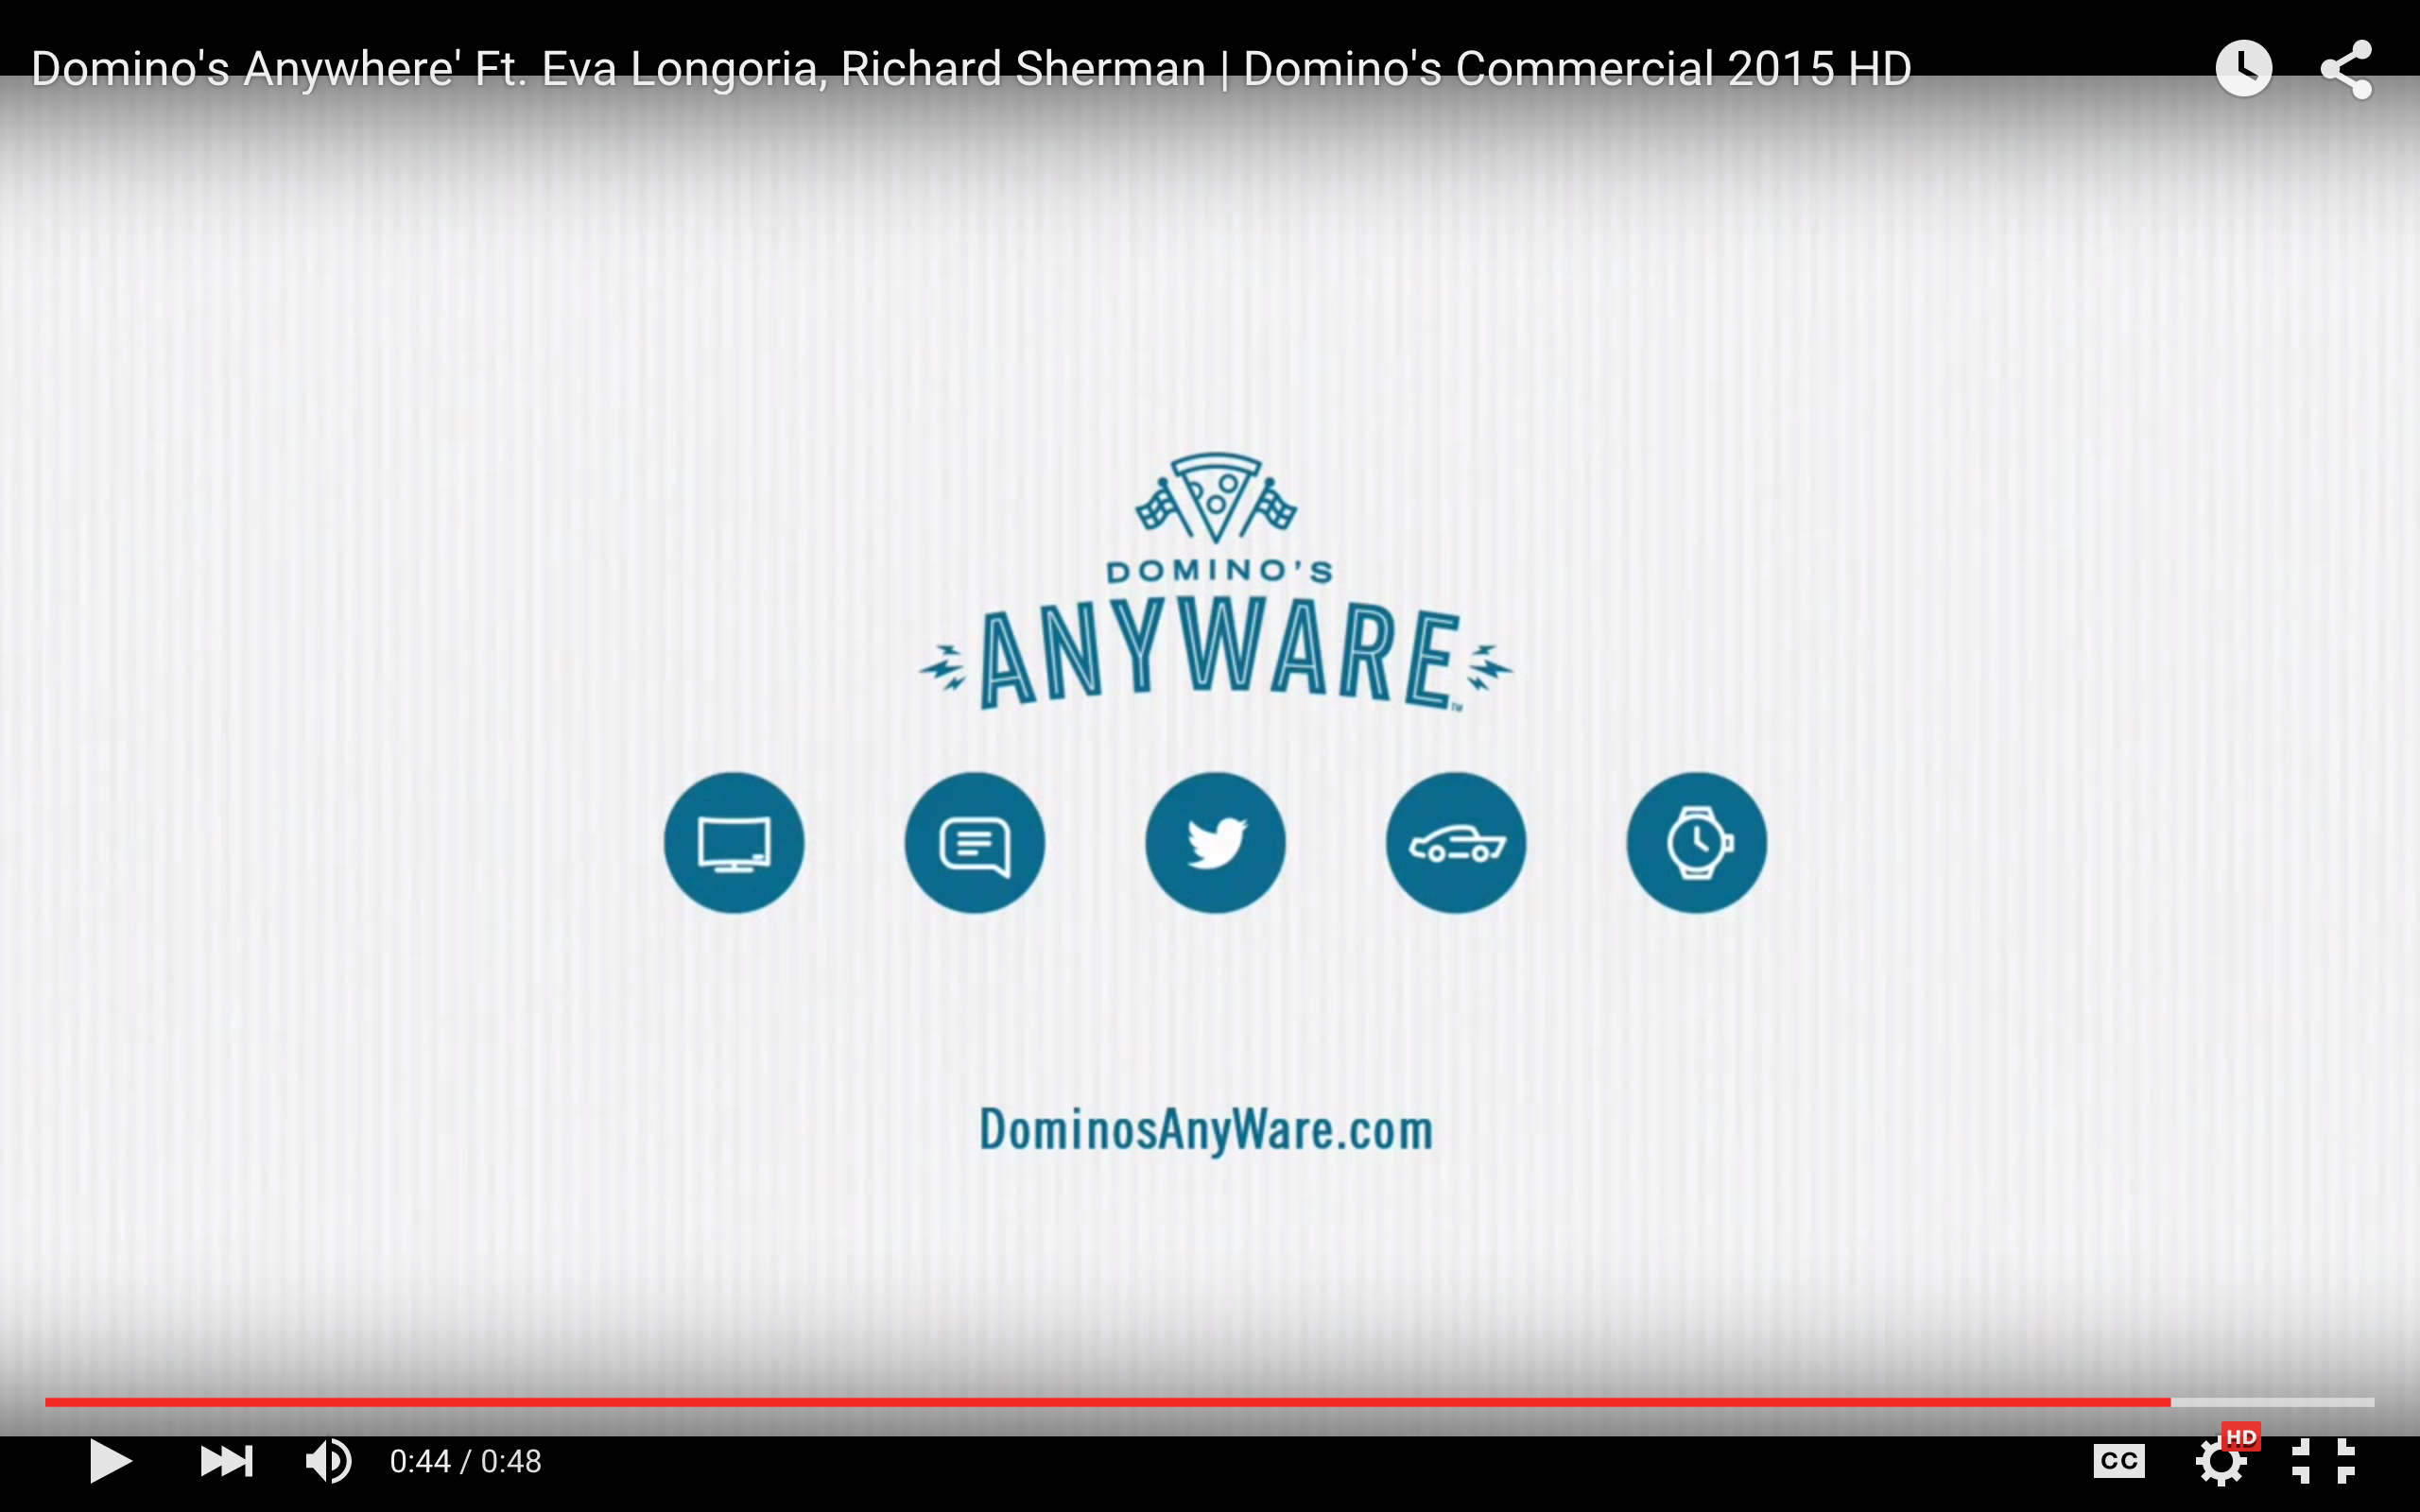 Domino's Anywhere' Ft. Eva Longoria, Richard Sherman | Domino's Commercial 2015 HD
DOMINO'S
ANYWARE™
DominosAnyWare.com
0:44 / 0:48
CC
HD